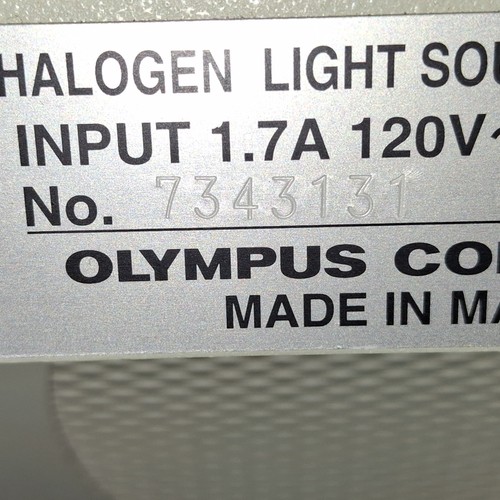 HALOGEN LIGHT SOU
INPUT 1.7A 120V~
No. 7343131
OLYMPUS CO
MADE IN MA